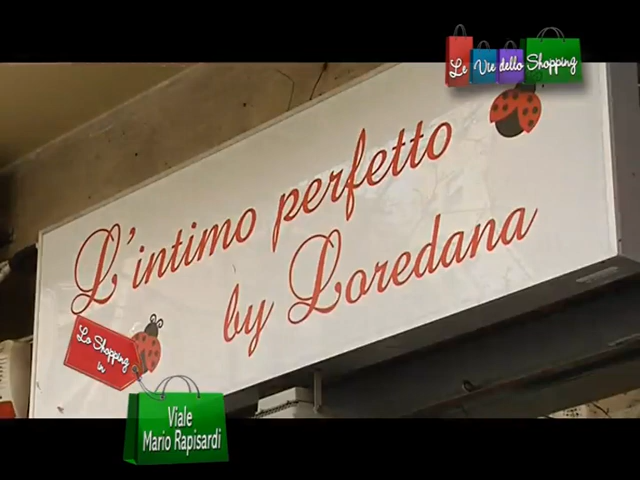 Le Vie dello Shopping
L'intimo perfetto
by Loredana
Lo Shopping
in
Viale
Mario Rapisardi